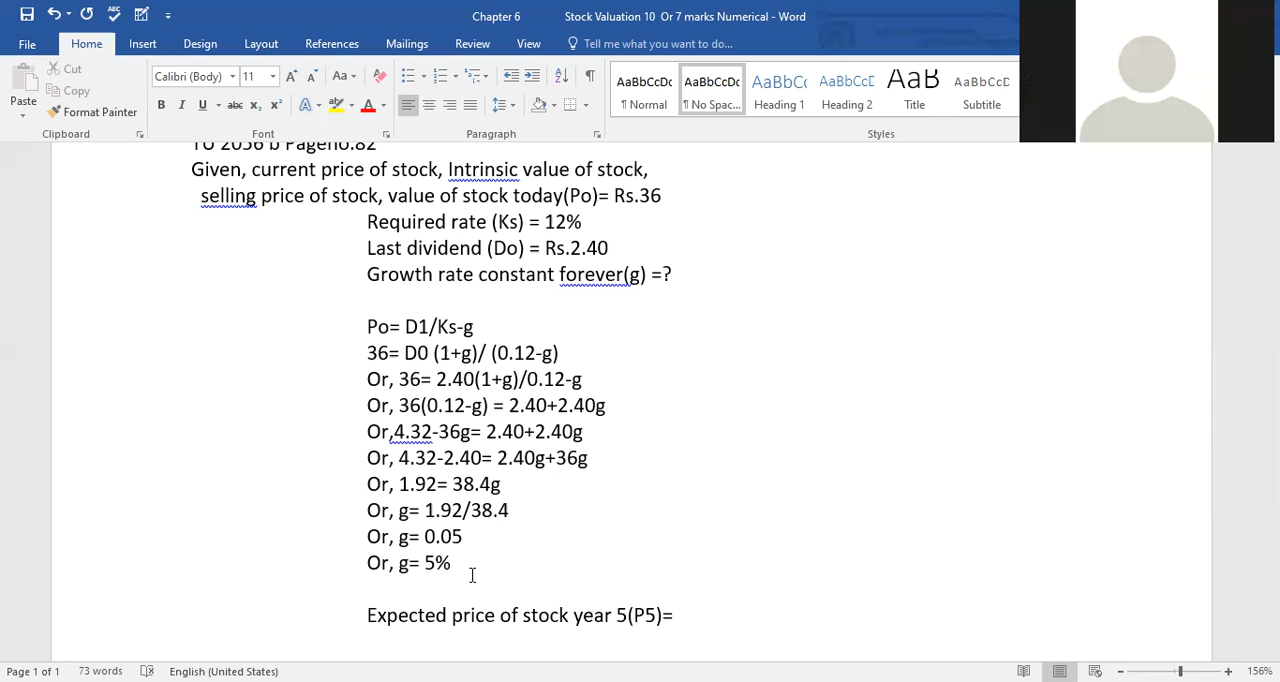 Chapter 6 Stock Valuation 10 Or 7 marks Numerical - Word
File Home Insert Design Layout References Mailings Review View Tell me what you want to do...
Cut
Copy
Format Painter
Paste
Clipboard
Calibri (Body) 11
Font
Paragraph
AaBbCcDc AaBbCcDc AaBbCc AaBbCcD AaB AaBbCcD
¶ Normal ¶ No Spac... Heading 1 Heading 2 Title Subtitle
Styles
TU 2056 b Pageno.82
Given, current price of stock, Intrinsic value of stock,
selling price of stock, value of stock today(Po)= Rs.36
Required rate (Ks) = 12%
Last dividend (Do) = Rs.2.40
Growth rate constant forever(g) =?
Po= D1/Ks-g
36= D0 (1+g)/ (0.12-g)
Or, 36= 2.40(1+g)/0.12-g
Or, 36(0.12-g) = 2.40+2.40g
Or,4.32-36g= 2.40+2.40g
Or, 4.32-2.40= 2.40g+36g
Or, 1.92= 38.4g
Or, g= 1.92/38.4
Or, g= 0.05
Or, g= 5%
Expected price of stock year 5(P5)=
Page 1 of 1 73 words English (United States) 156%